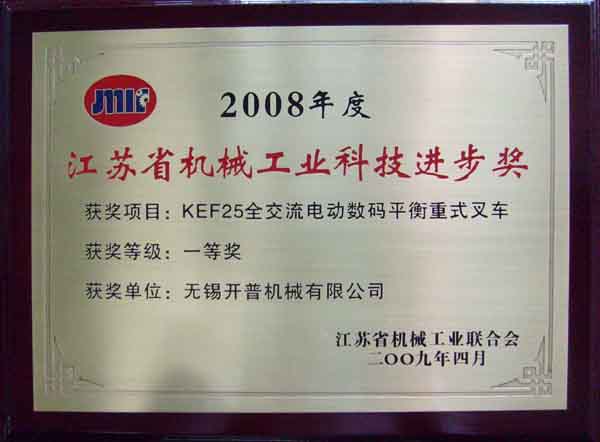 JMIF
2008年度
江苏省机械工业科技进步奖
获奖项目：KEF25全交流电动数码平衡重式叉车
获奖等级：一等奖
获奖单位：无锡开普机械有限公司
江苏省机械工业联合会
二〇〇九年四月